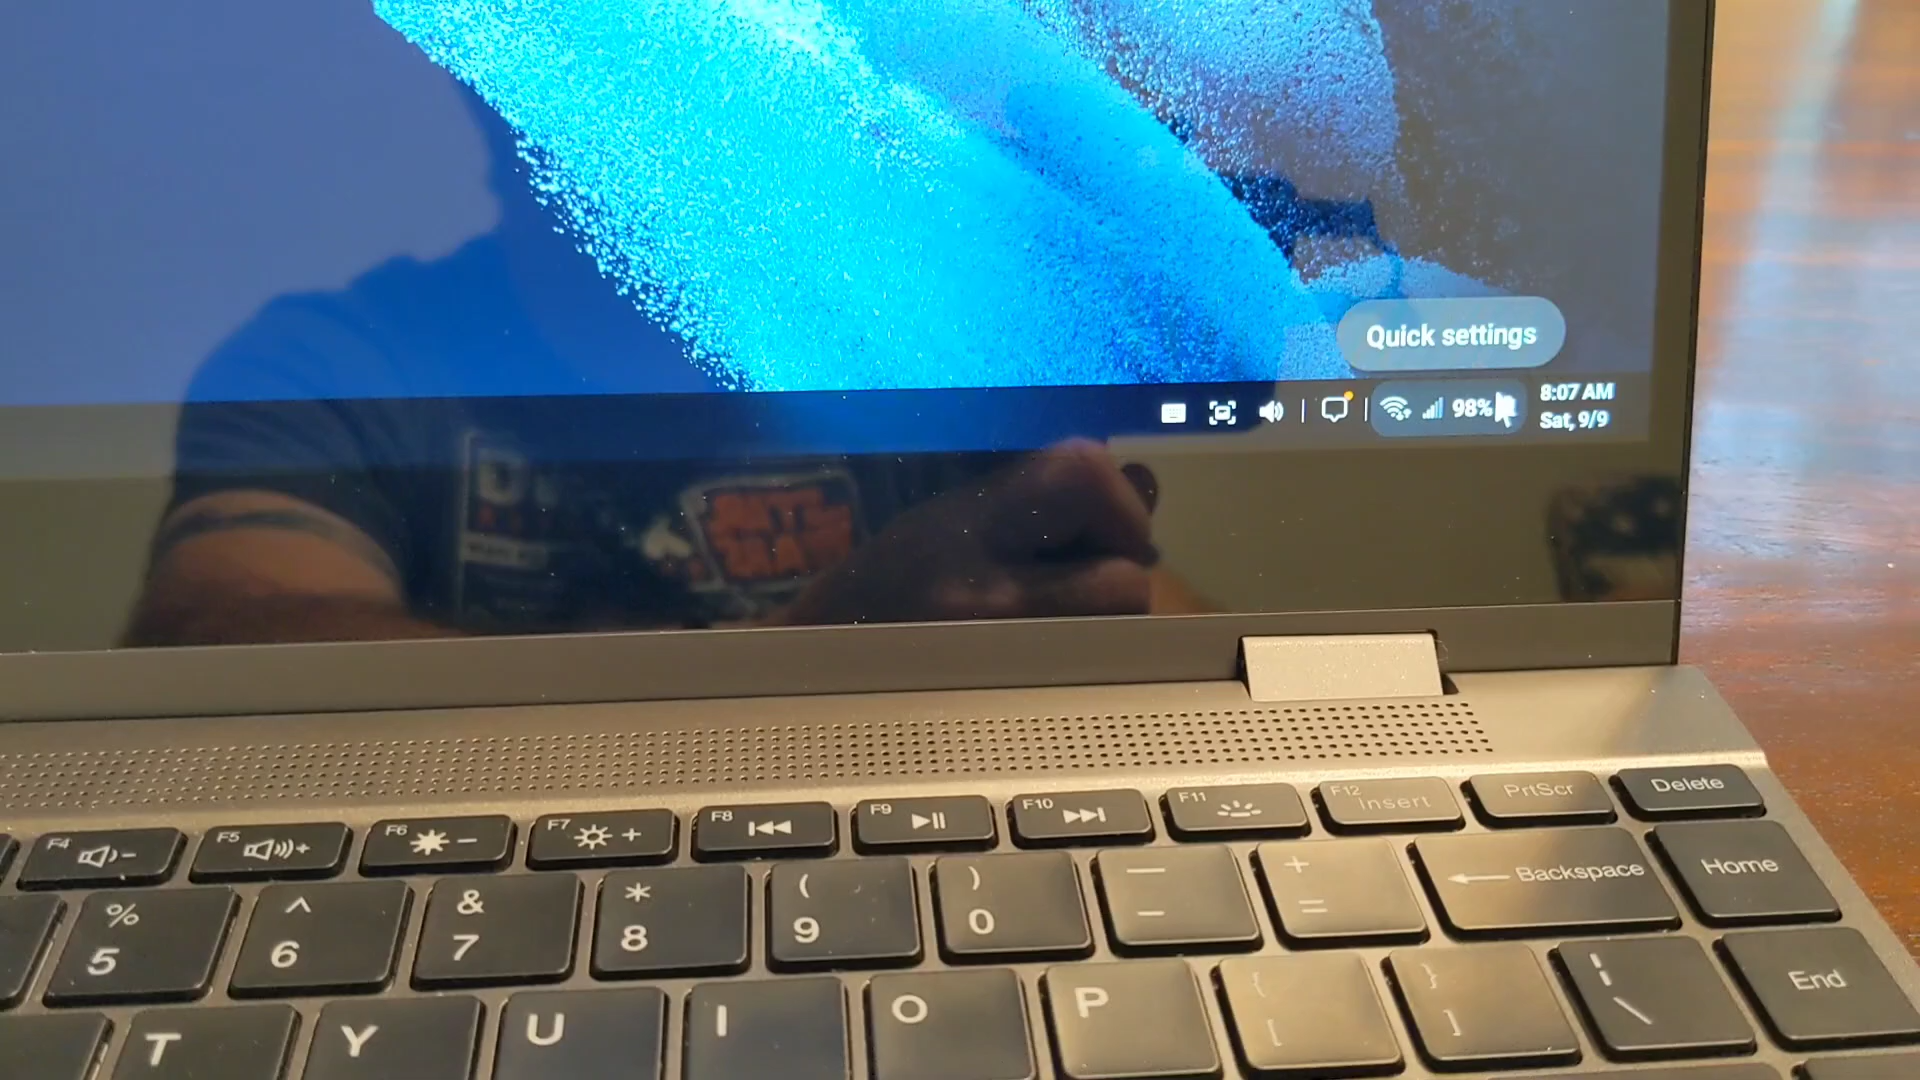 Quick settings
98%
8:07 AM
Sat, 9/9
F4 -
F5 +
F6 -
F7 +
F8
F9
F10
F11
F12 Insert
PrtScr
Delete
% 5
^ 6
& 7
* 8
( 9
) 0
— –
+ =
Backspace
Home
T
Y
U
I
O
P
{ [
} ]
¦ \
End